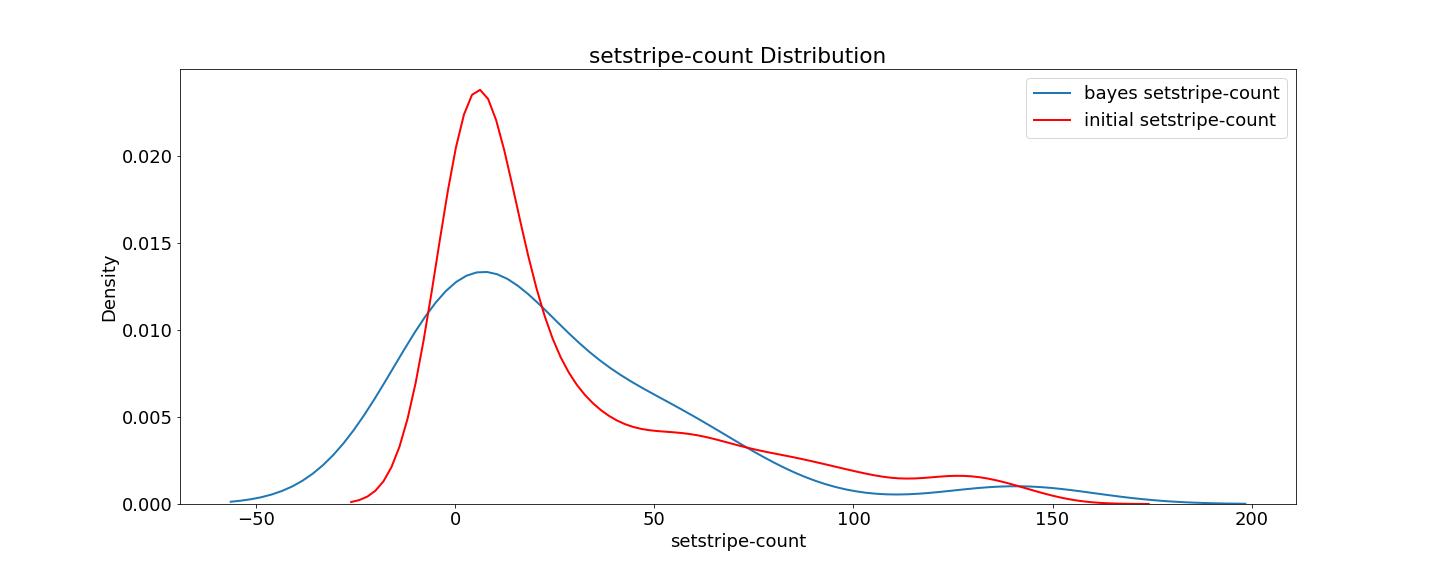 setstripe-count Distribution
bayes setstripe-count
initial setstripe-count
Density
0.020
0.015
0.010
0.005
0.000
−50
0
50
100
150
200
setstripe-count